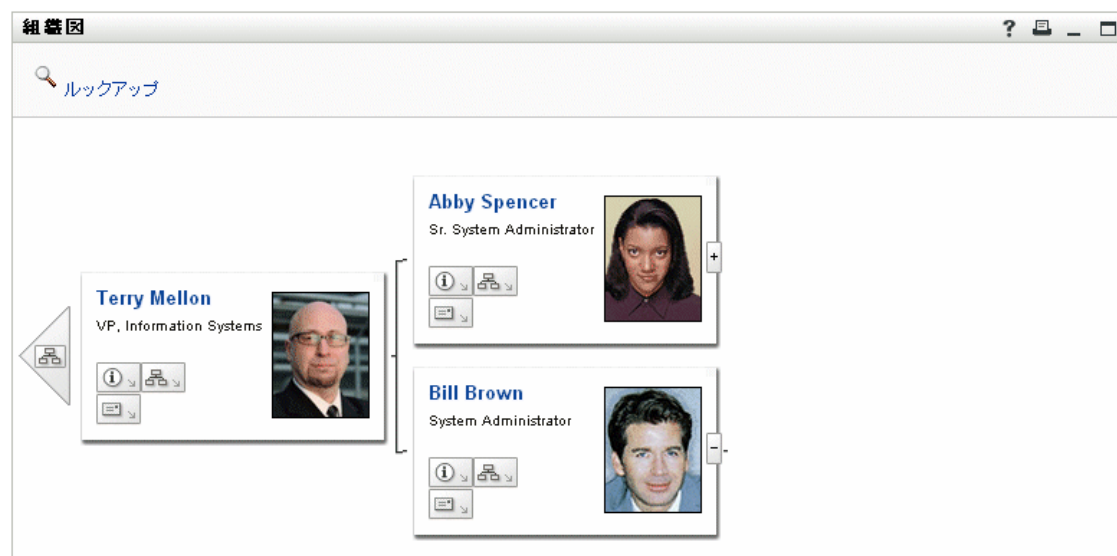 組織図
ルックアップ
Abby Spencer
Sr. System Administrator
Terry Mellon
VP, Information Systems
Bill Brown
System Administrator